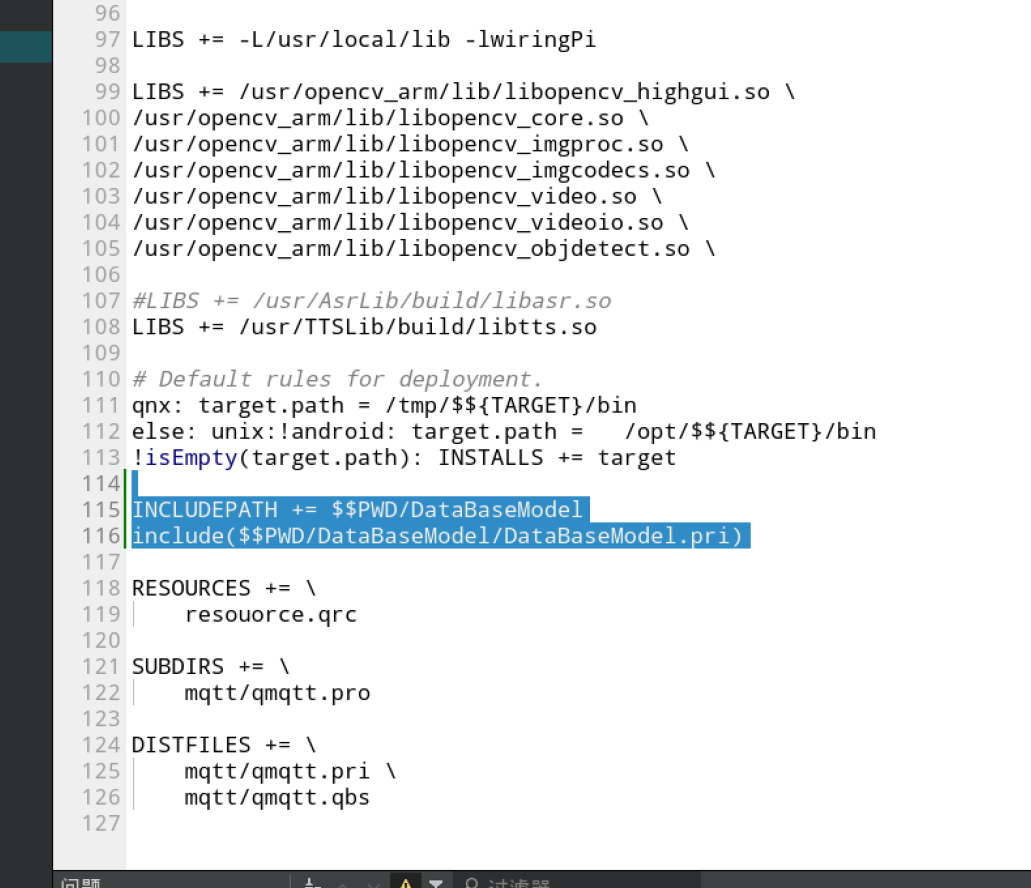 96
97 LIBS += -L/usr/local/lib -lwiringPi
98
99 LIBS += /usr/opencv_arm/lib/libopencv_highgui.so \
100 /usr/opencv_arm/lib/libopencv_core.so \
101 /usr/opencv_arm/lib/libopencv_imgproc.so \
102 /usr/opencv_arm/lib/libopencv_imgcodecs.so \
103 /usr/opencv_arm/lib/libopencv_video.so \
104 /usr/opencv_arm/lib/libopencv_videoio.so \
105 /usr/opencv_arm/lib/libopencv_objdetect.so \
106
107 #LIBS += /usr/AsrLib/build/libasr.so
108 LIBS += /usr/TTSLib/build/libtts.so
109
110 # Default rules for deployment.
111 qnx: target.path = /tmp/$${TARGET}/bin
112 else: unix:!android: target.path =   /opt/$${TARGET}/bin
113 !isEmpty(target.path): INSTALLS += target
114
115 INCLUDEPATH += $$PWD/DataBaseModel
116 include($$PWD/DataBaseModel/DataBaseModel.pri)
117
118 RESOURCES += \
119     resouorce.qrc
120
121 SUBDIRS += \
122     mqtt/qmqtt.pro
123
124 DISTFILES += \
125     mqtt/qmqtt.pri \
126     mqtt/qmqtt.qbs
127
问题 过滤器